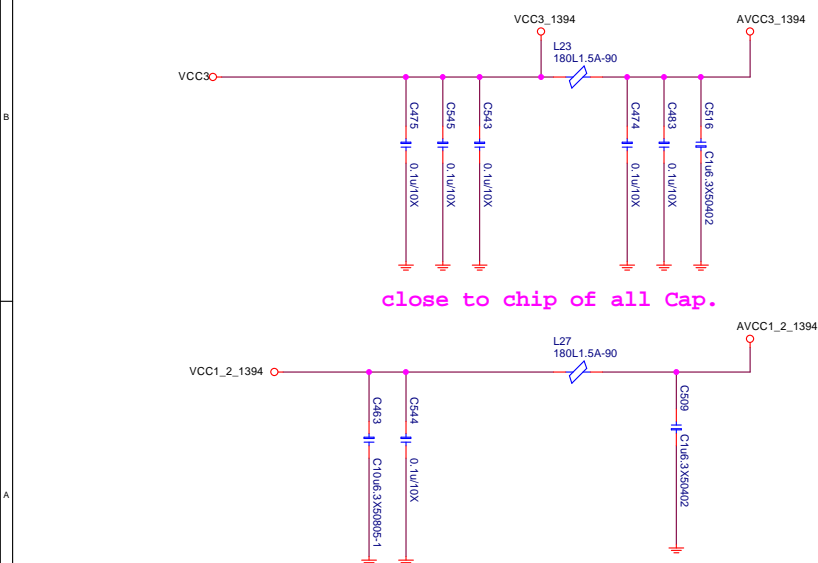 VCC3_1394
AVCC3_1394
L23
180L1.5A-90
VCC3
B
C475
C545
C543
C474
C483
C516
0.1u/10X
0.1u/10X
0.1u/10X
0.1u/10X
0.1u/10X
C1u6.3X50402
close to chip of all Cap.
AVCC1_2_1394
L27
180L1.5A-90
VCC1_2_1394
C463
C544
C509
C10u6.3X50805-1
0.1u/10X
C1u6.3X50402
A